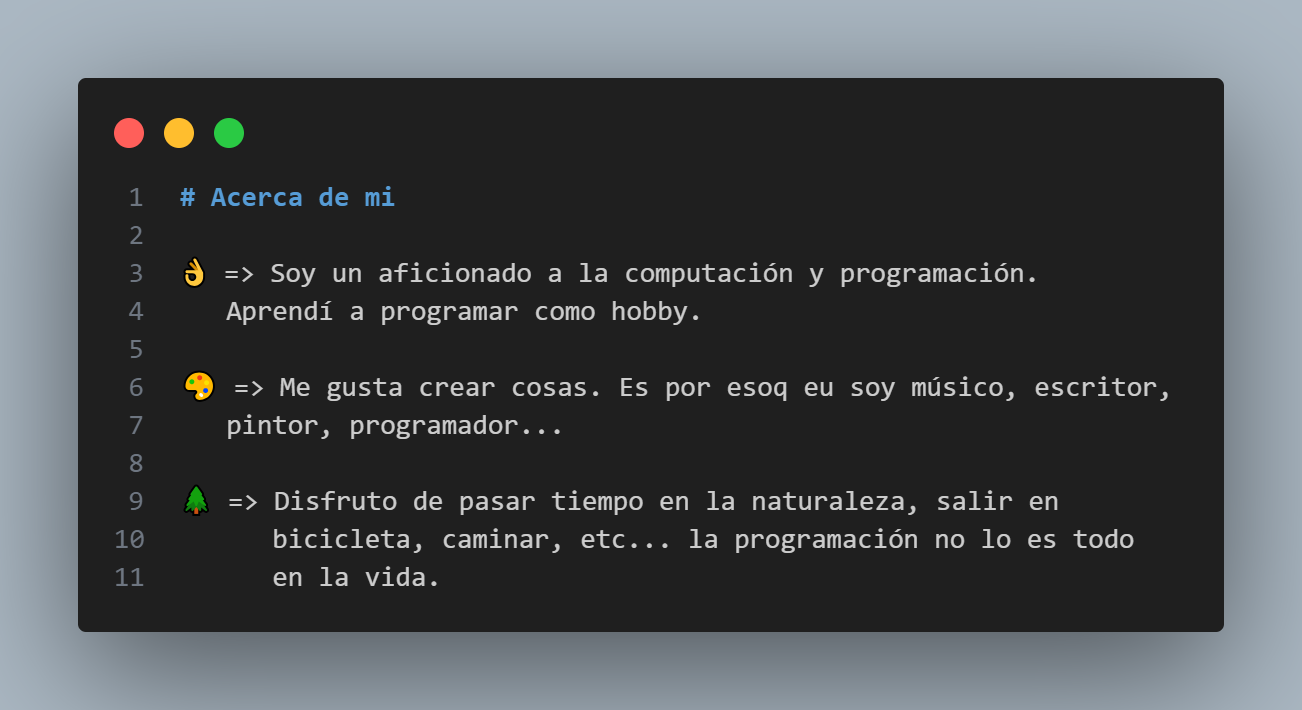 1 # Acerca de mi
2
3 👌 => Soy un aficionado a la computación y programación.
4 Aprendí a programar como hobby.
5
6 🎨 => Me gusta crear cosas. Es por esoq eu soy músico, escritor,
7 pintor, programador...
8
9 🌲 => Disfruto de pasar tiempo en la naturaleza, salir en
10 bicicleta, caminar, etc... la programación no lo es todo
11 en la vida.